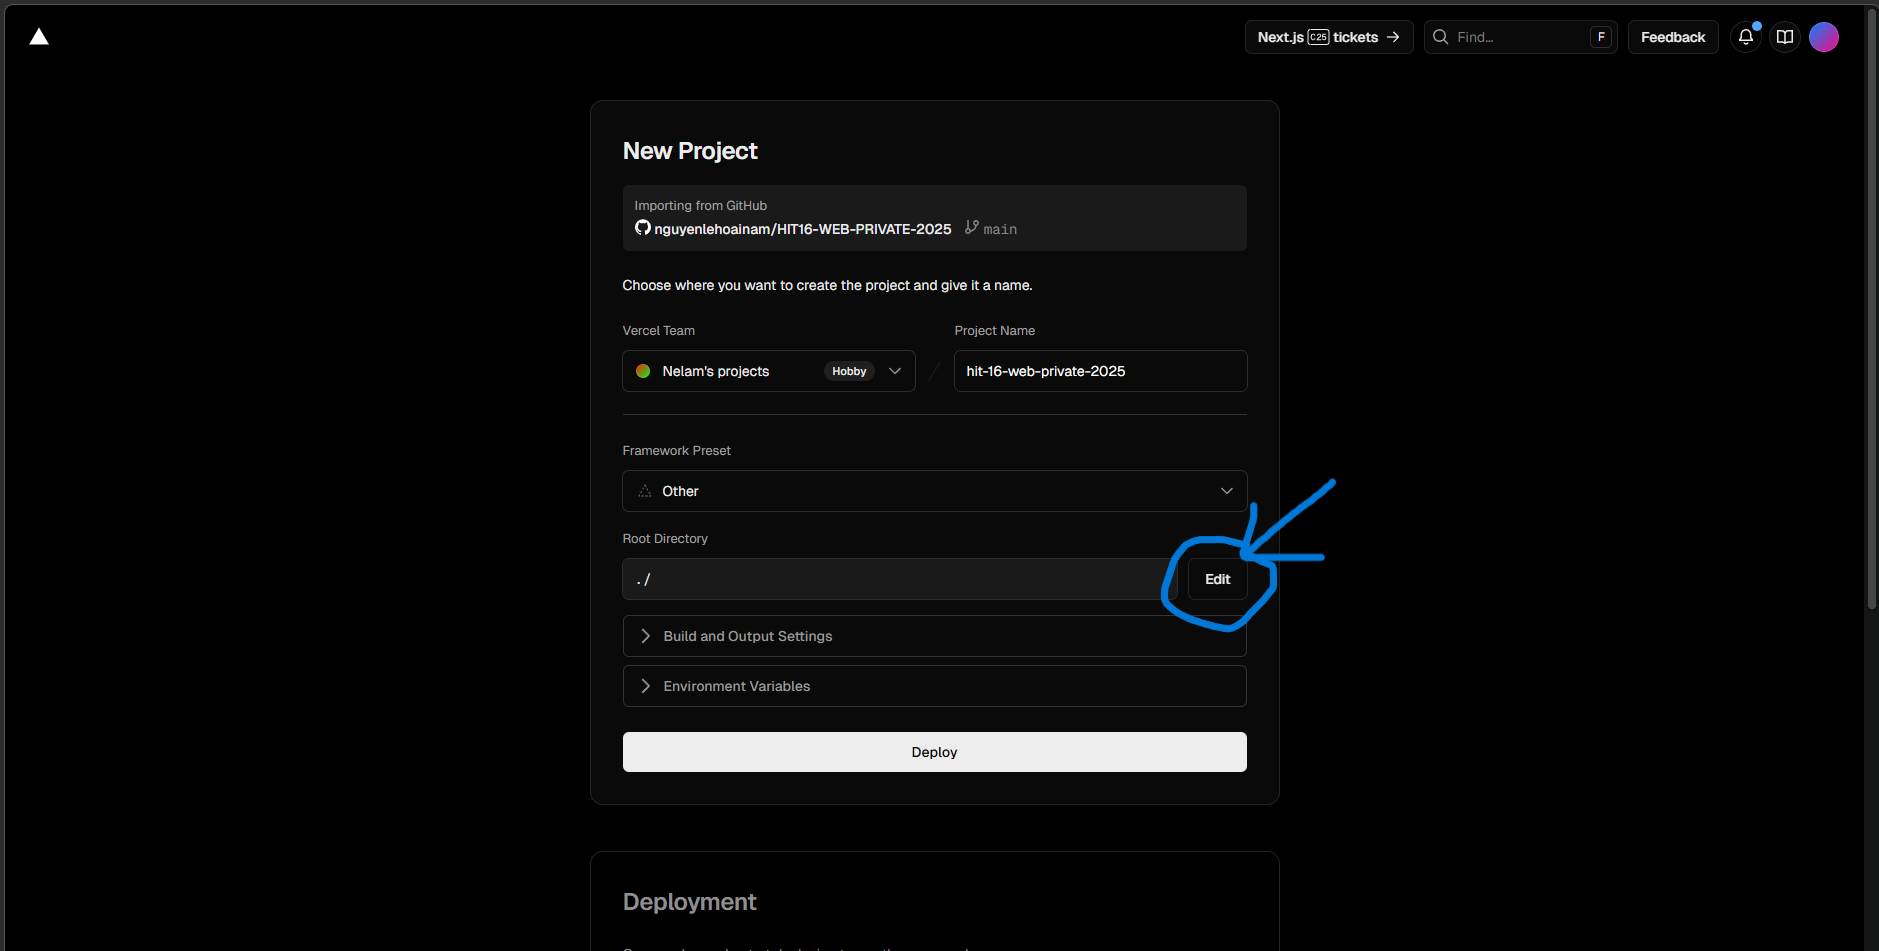 Next.js C25 tickets →
Find...
F
Feedback
New Project
Importing from GitHub
nguyenlehoainam/HIT16-WEB-PRIVATE-2025 main
Choose where you want to create the project and give it a name.
Vercel Team
Project Name
Nelam's projects Hobby
/
hit-16-web-private-2025
Framework Preset
Other
Root Directory
./
Edit
Build and Output Settings
Environment Variables
Deploy
Deployment